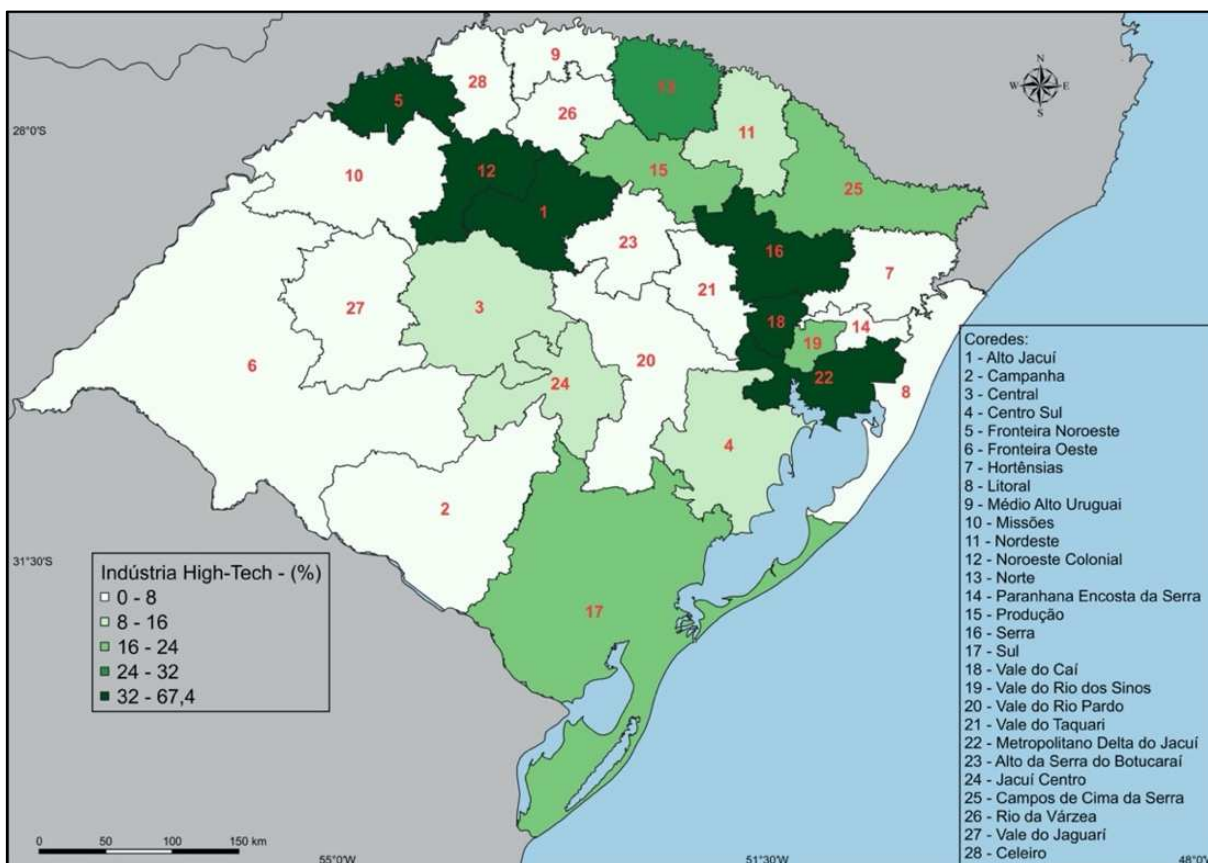 9
28
13
N
W
E
S
5
26
11
28°0'S
12
15
10
25
1
23
16
7
21
27
3
18
14
19
6
20
22
24
8
4
2
31°30'S
17
Coredes:
1 - Alto Jacuí
2 - Campanha
3 - Central
4 - Centro Sul
5 - Fronteira Noroeste
6 - Fronteira Oeste
7 - Hortênsias
8 - Litoral
9 - Médio Alto Uruguai
10 - Missões
11 - Nordeste
12 - Noroeste Colonial
13 - Norte
14 - Paranhana Encosta da Serra
15 - Produção
16 - Serra
17 - Sul
18 - Vale do Caí
19 - Vale do Rio dos Sinos
20 - Vale do Rio Pardo
21 - Vale do Taquari
22 - Metropolitano Delta do Jacuí
23 - Alto da Serra do Botucaraí
24 - Jacuí Centro
25 - Campos de Cima da Serra
26 - Rio da Várzea
27 - Vale do Jaguarí
28 - Celeiro
Indústria High-Tech - (%)
0 - 8
8 - 16
16 - 24
24 - 32
32 - 67,4
0 50 100 150 km
55°0'W
51°30'W
48°0'W